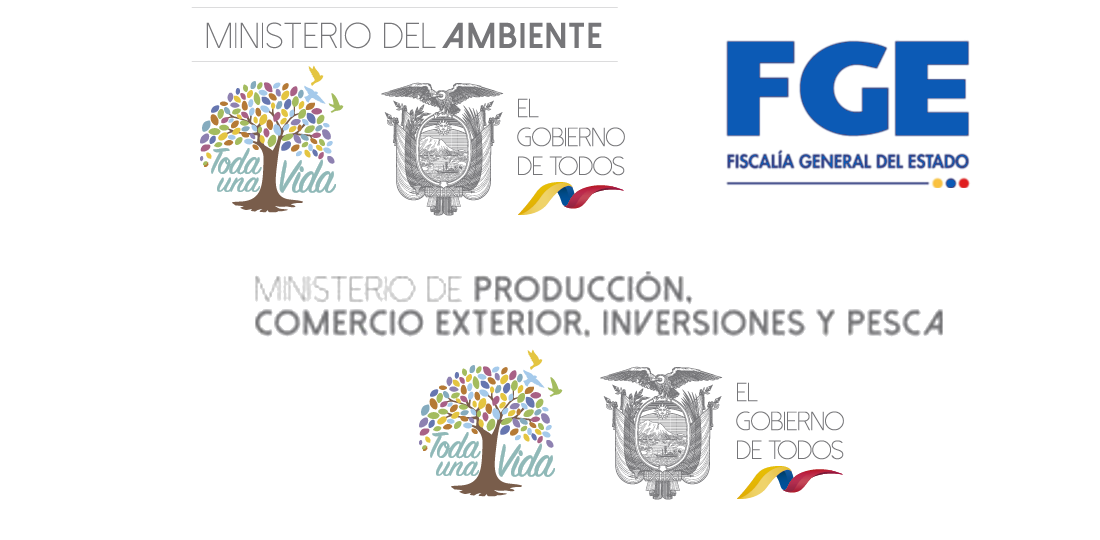 MINISTERIO DEL AMBIENTE
Toda
una Vida
EL
GOBIERNO
DE TODOS
FGE
FISCALÍA GENERAL DEL ESTADO
MINISTERIO DE PRODUCCIÓN,
COMERCIO EXTERIOR, INVERSIONES Y PESCA
Toda
una Vida
EL
GOBIERNO
DE TODOS